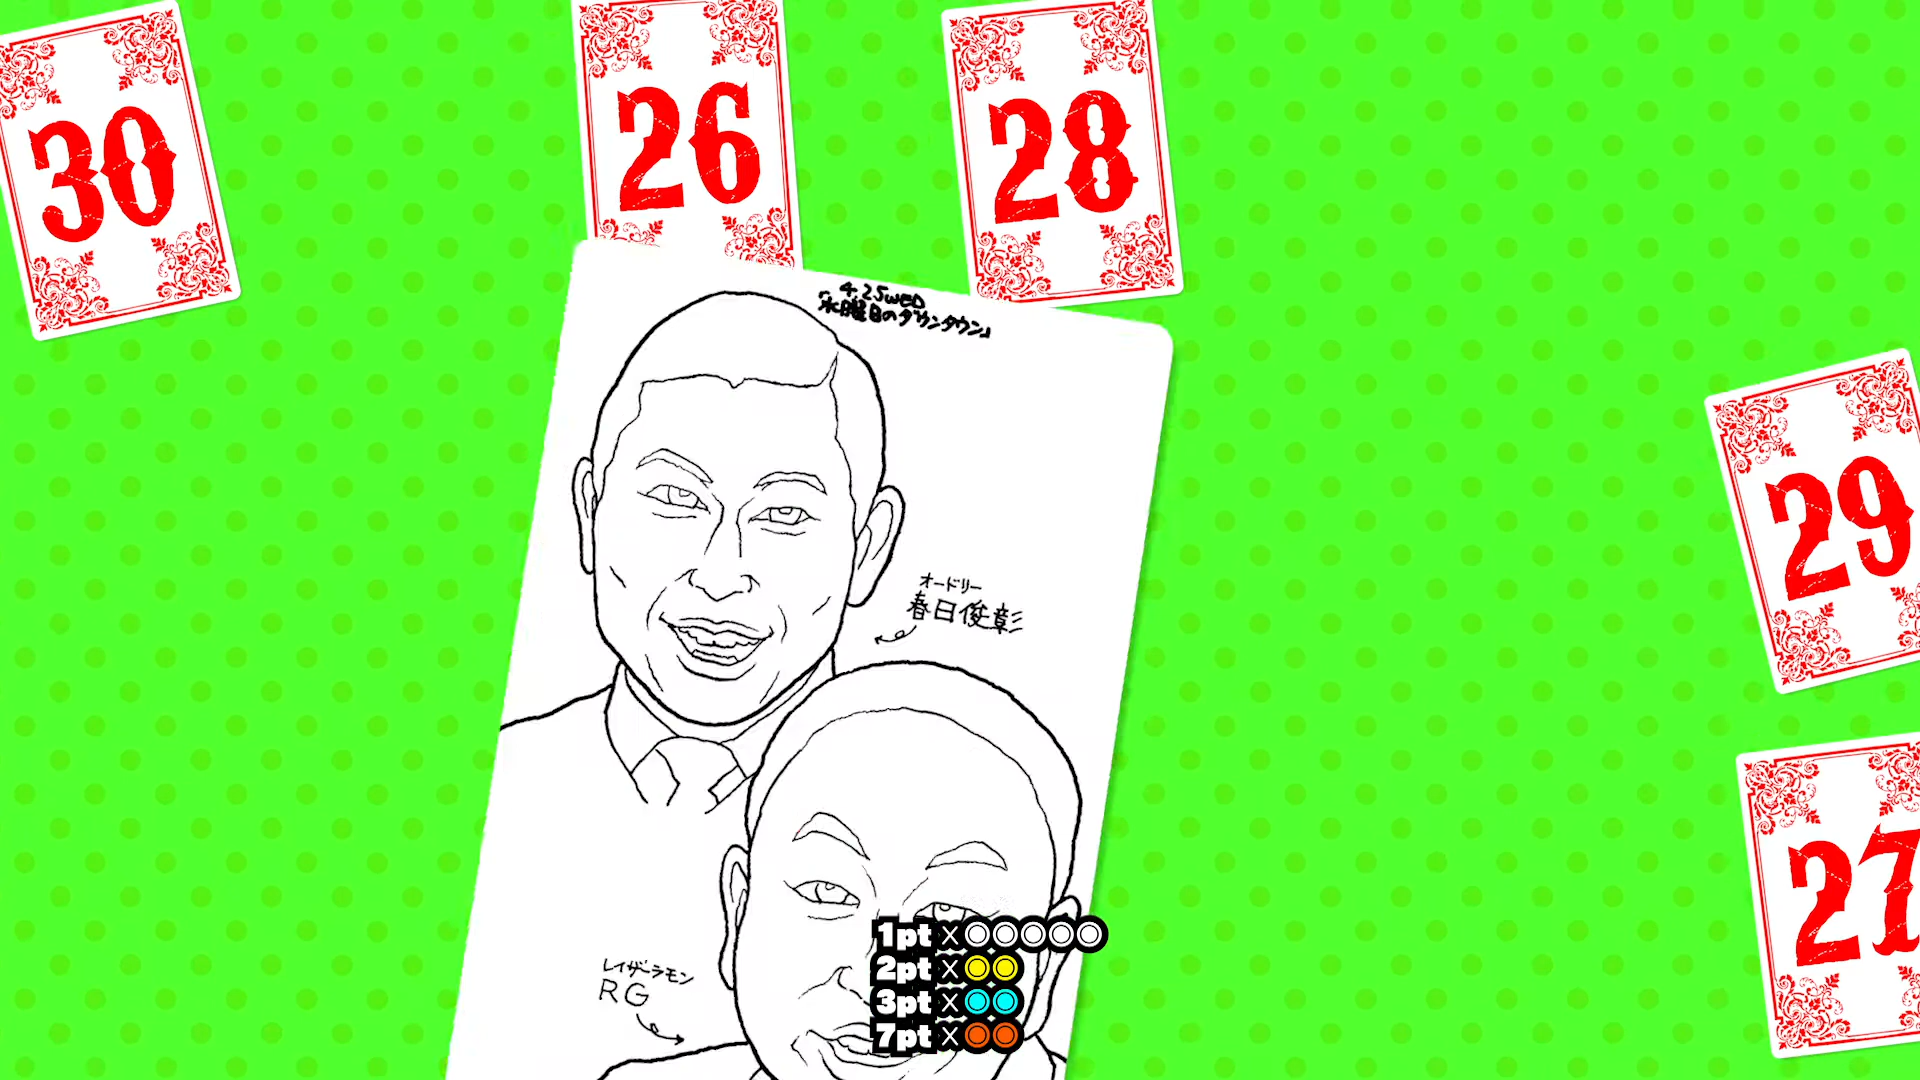 30
26
28
4.25WED
「水曜日のダウンタウン」
29
オードリー
春日俊彰
27
レイザーラモン
RG
1pt×
2pt×
3pt×
7pt×